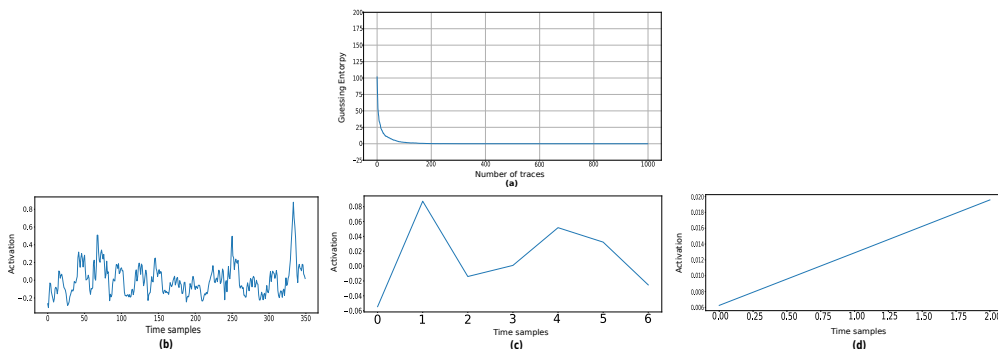 200
175
150
125
100
75
50
25
0
−25
Guessing Entorpy
0 200 400 600 800 1000
Number of traces
(a)
0.8
0.6
0.4
0.2
0.0
−0.2
Activation
0 50 100 150 200 250 300 350
Time samples
(b)
0.08
0.06
0.04
0.02
0.00
−0.02
−0.04
−0.06
Activation
0 1 2 3 4 5 6
Time samples
(c)
0.020
0.018
0.016
0.014
0.012
0.010
0.008
0.006
Activation
0.00 0.25 0.50 0.75 1.00 1.25 1.50 1.75 2.00
Time samples
(d)